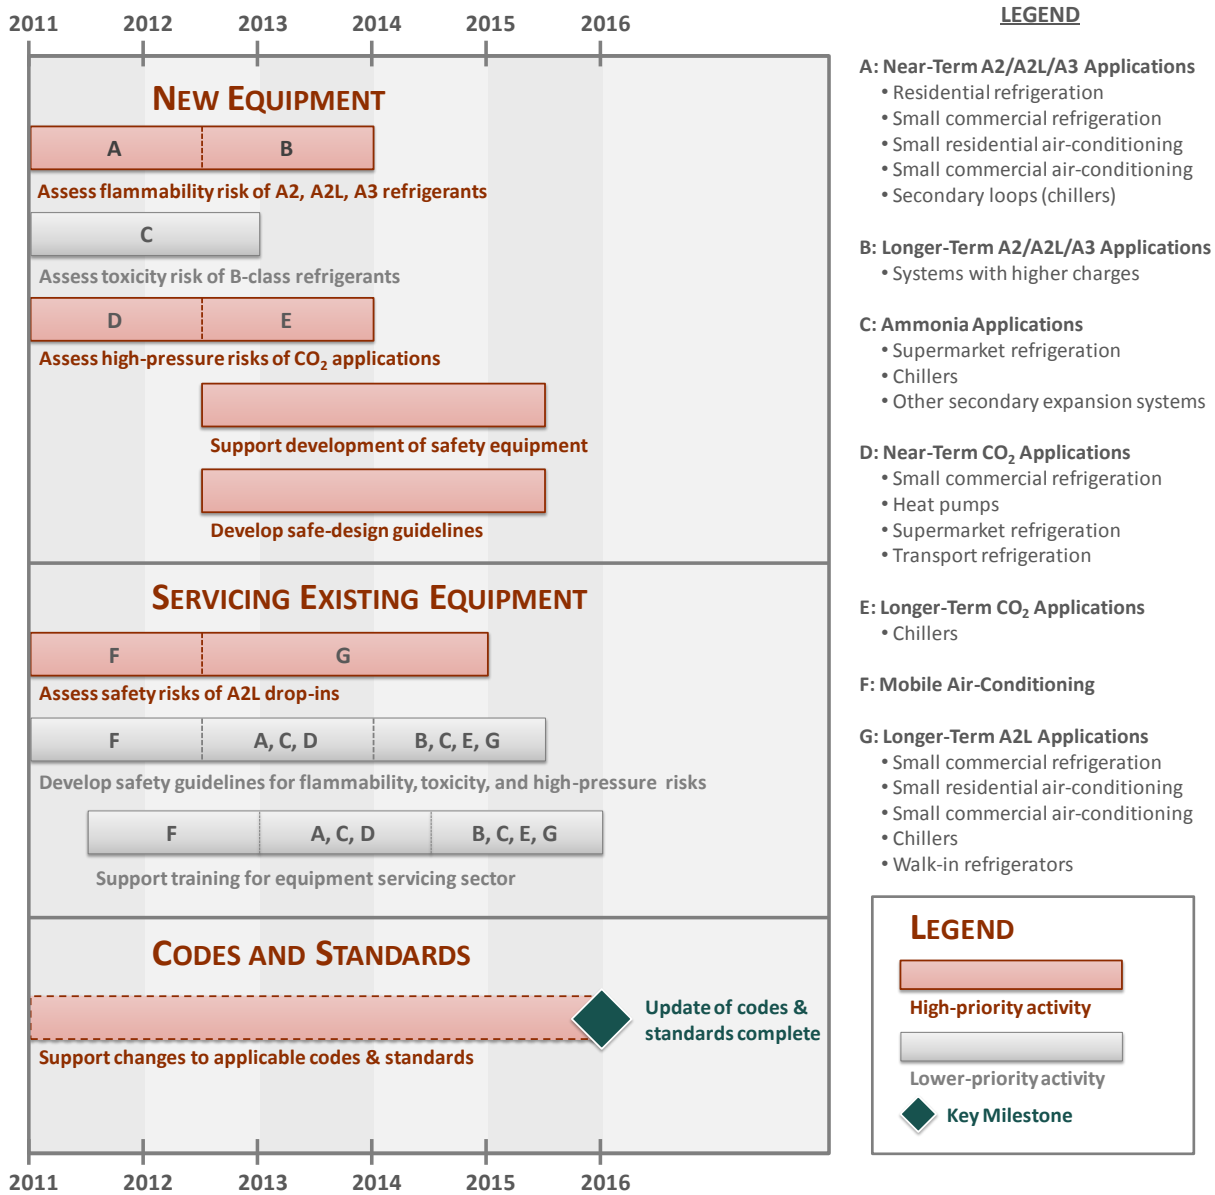 2011 2012 2013 2014 2015 2016
NEW EQUIPMENT
A B
Assess flammability risk of A2, A2L, A3 refrigerants
C
Assess toxicity risk of B-class refrigerants
D E
Assess high-pressure risks of CO2 applications
Support development of safety equipment
Develop safe-design guidelines
SERVICING EXISTING EQUIPMENT
F G
Assess safety risks of A2L drop-ins
F A, C, D B, C, E, G
Develop safety guidelines for flammability, toxicity, and high-pressure risks
F A, C, D B, C, E, G
Support training for equipment servicing sector
CODES AND STANDARDS
Update of codes &
standards complete
Support changes to applicable codes & standards
2011 2012 2013 2014 2015 2016
LEGEND
A: Near-Term A2/A2L/A3 Applications
• Residential refrigeration
• Small commercial refrigeration
• Small residential air-conditioning
• Small commercial air-conditioning
• Secondary loops (chillers)
B: Longer-Term A2/A2L/A3 Applications
• Systems with higher charges
C: Ammonia Applications
• Supermarket refrigeration
• Chillers
• Other secondary expansion systems
D: Near-Term CO2 Applications
• Small commercial refrigeration
• Heat pumps
• Supermarket refrigeration
• Transport refrigeration
E: Longer-Term CO2 Applications
• Chillers
F: Mobile Air-Conditioning
G: Longer-Term A2L Applications
• Small commercial refrigeration
• Small residential air-conditioning
• Small commercial air-conditioning
• Chillers
• Walk-in refrigerators
LEGEND
High-priority activity
Lower-priority activity
Key Milestone